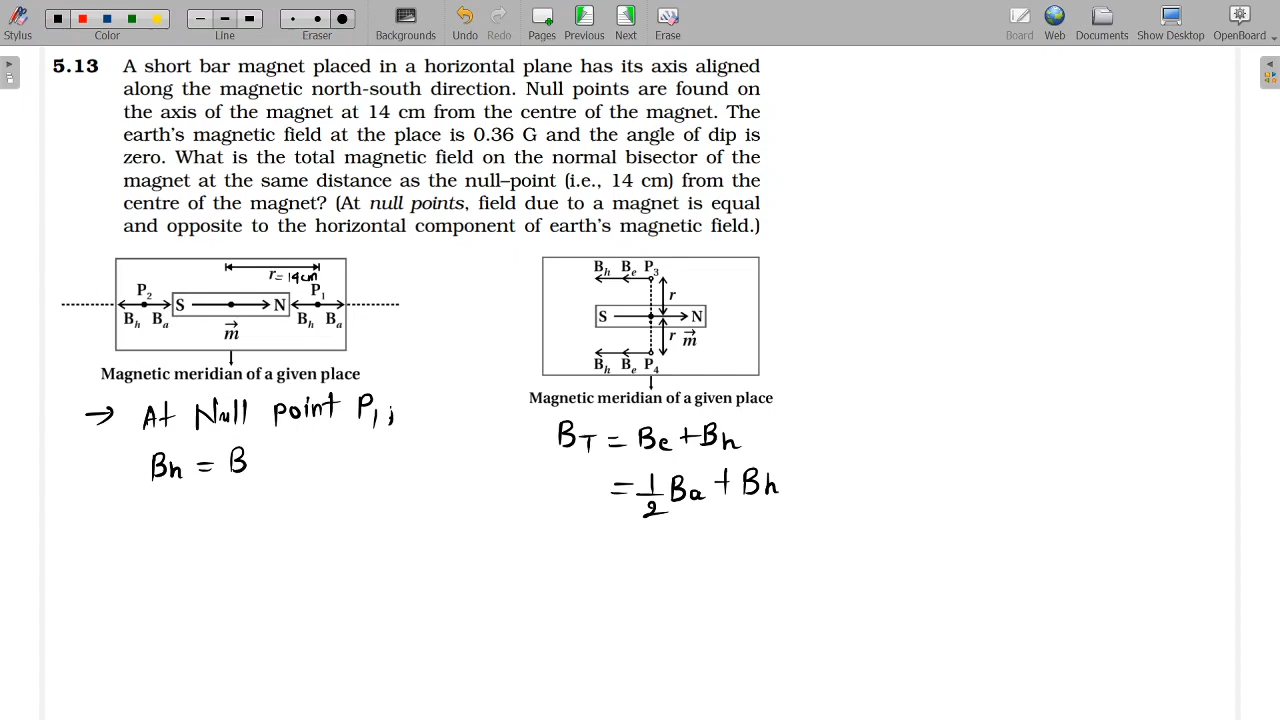 Stylus Color Line Eraser Backgrounds Undo Redo Pages Previous Next Erase Board Web Documents Show Desktop OpenBoard
5.13 A short bar magnet placed in a horizontal plane has its axis aligned
along the magnetic north-south direction. Null points are found on
the axis of the magnet at 14 cm from the centre of the magnet. The
earth's magnetic field at the place is 0.36 G and the angle of dip is
zero. What is the total magnetic field on the normal bisector of the
magnet at the same distance as the null–point (i.e., 14 cm) from the
centre of the magnet? (At null points, field due to a magnet is equal
and opposite to the horizontal component of earth's magnetic field.)
r = 14cm
P2 S N P1
Bh Ba m⃗ Bh Ba
Magnetic meridian of a given place
Bh Be P3
r
S N
r m⃗
Bh Be P4
Magnetic meridian of a given place
→ At Null point P1,
Bh = B
BT = Be + Bh
= 1/2 Ba + Bh